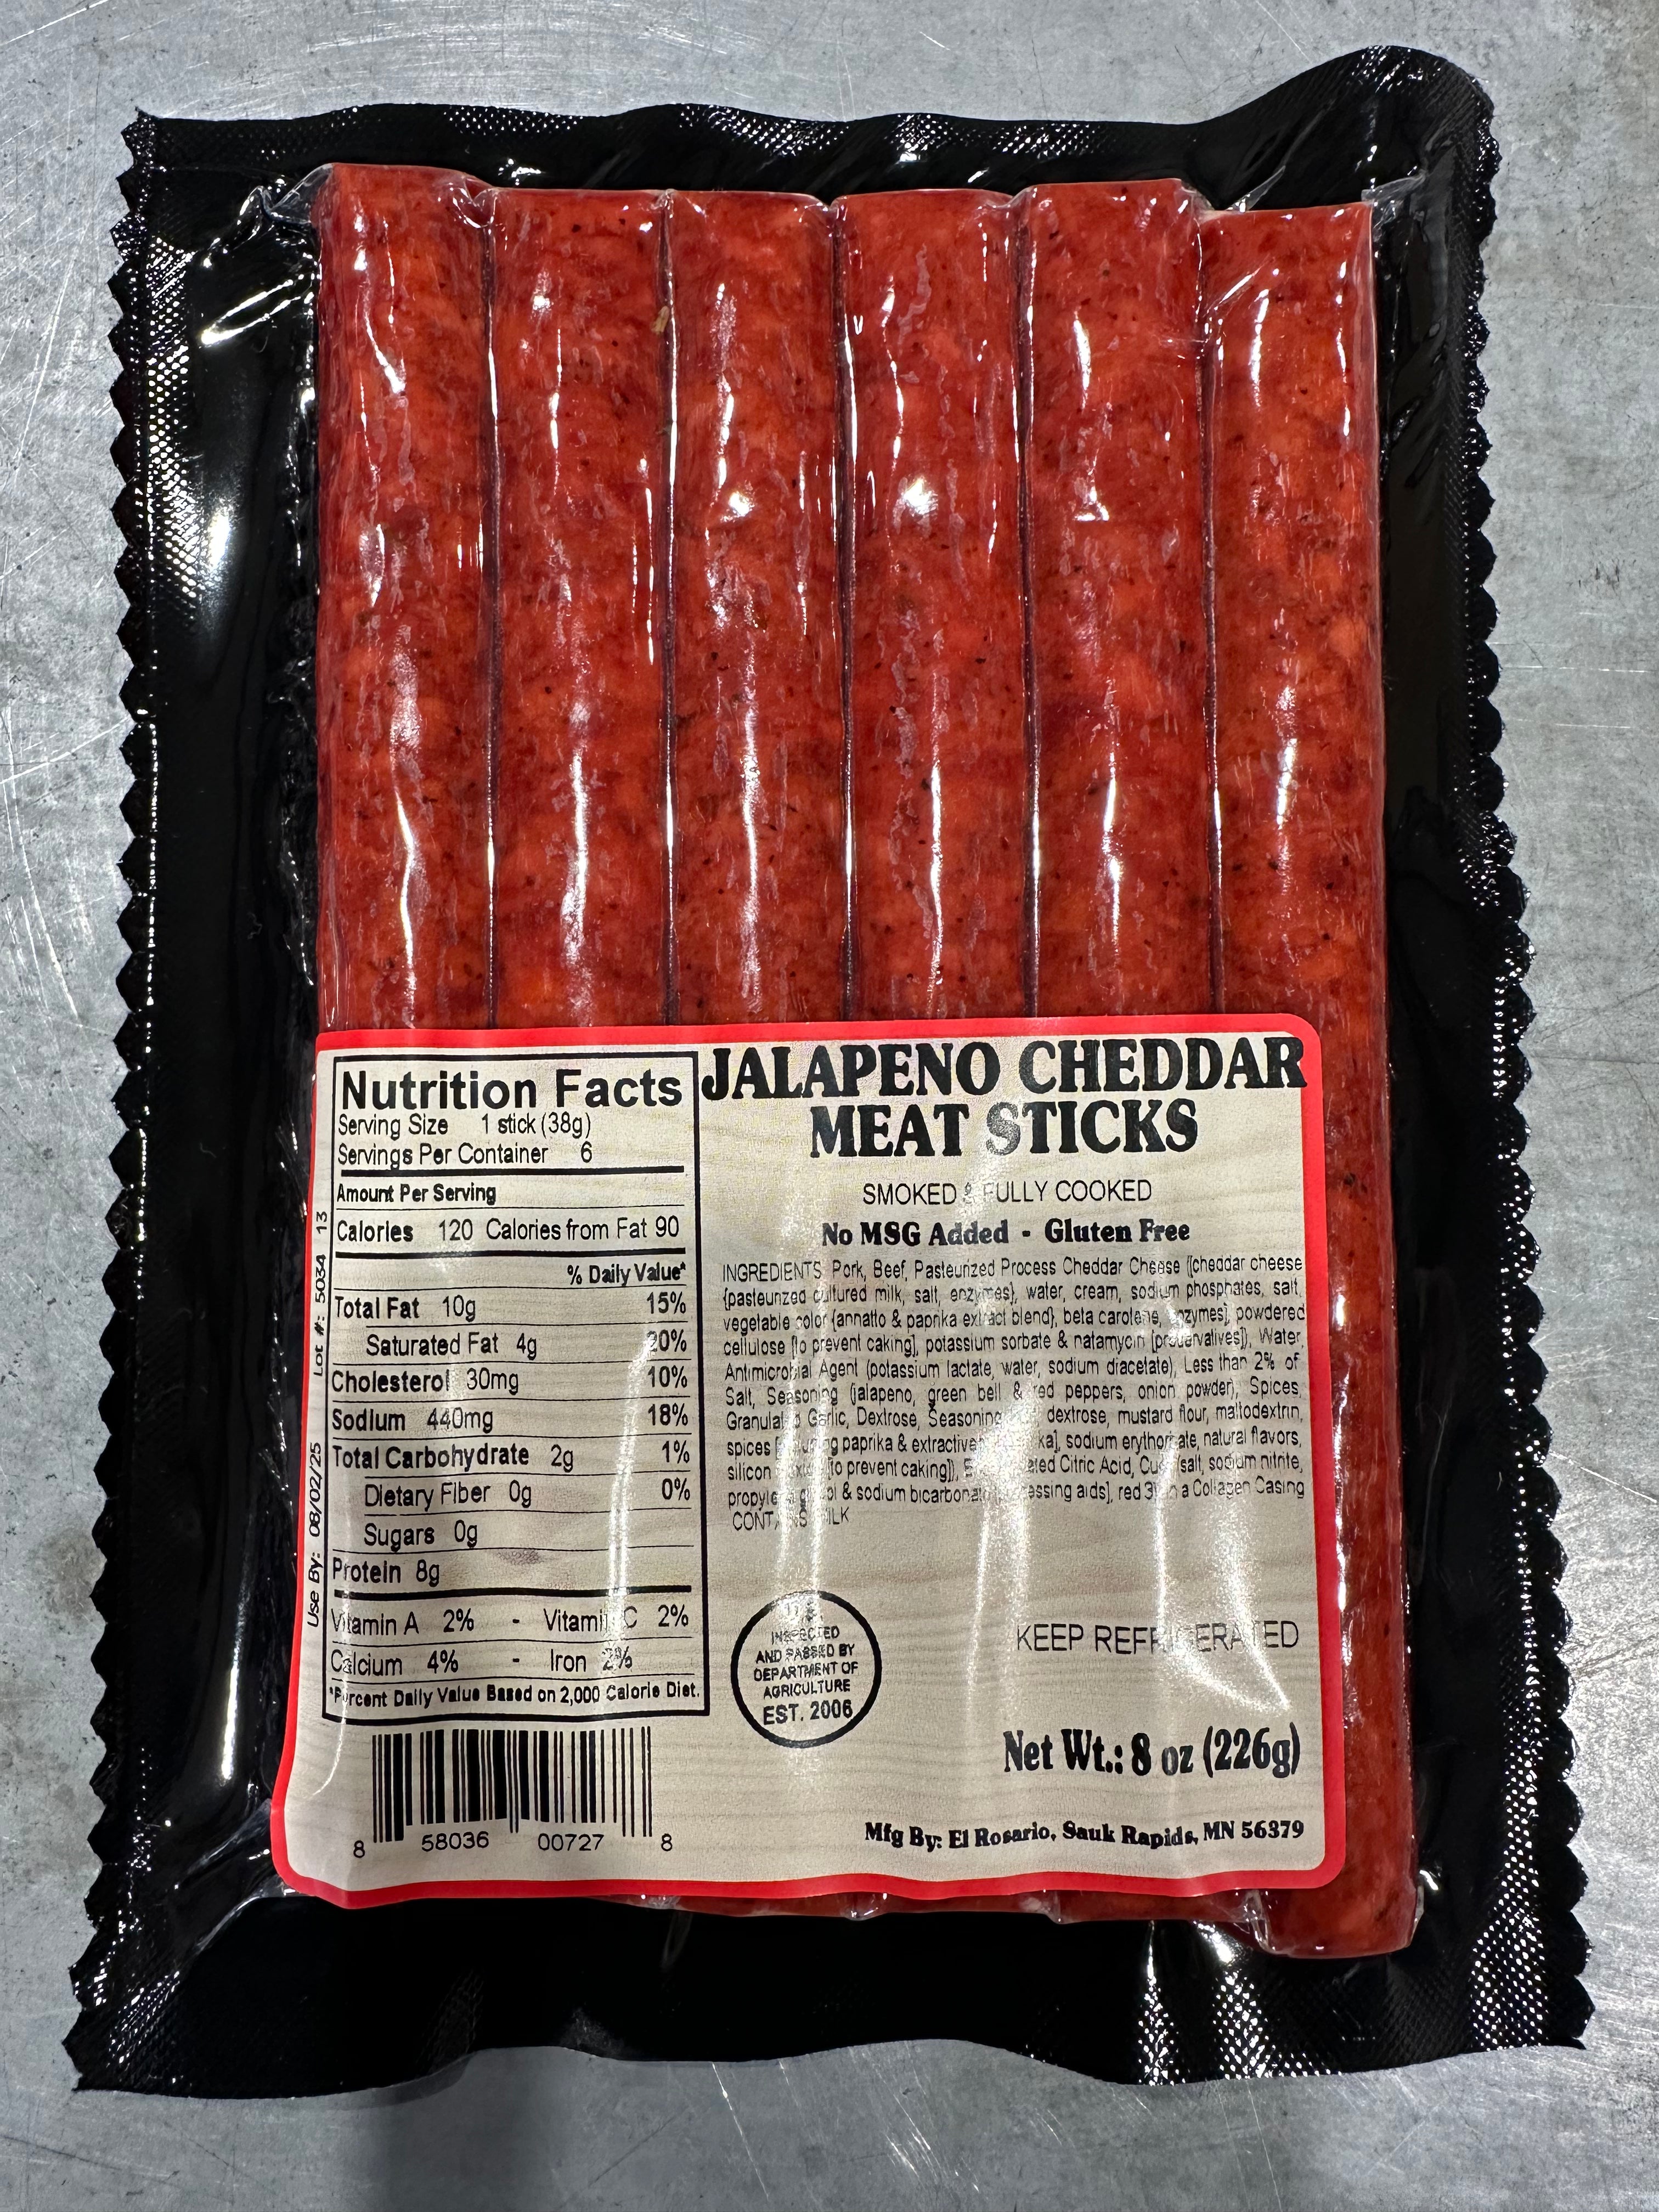 Nutrition Facts
Serving Size 1 stick (38g)
Servings Per Container 6
Amount Per Serving
Calories 120 Calories from Fat 90
% Daily Value*
Total Fat 10g 15%
Saturated Fat 4g 20%
Cholesterol 30mg 10%
Sodium 440mg 18%
Total Carbohydrate 2g 1%
Dietary Fiber 0g 0%
Sugars 0g
Protein 8g
Vitamin A 2% - Vitamin C 2%
Calcium 4% - Iron 2%
*Percent Daily Value Based on 2,000 Calorie Diet.
Use By: 08/02/25 Lot #: 5034 13
8 58036 00727 8
JALAPENO CHEDDAR
MEAT STICKS
SMOKED & FULLY COOKED
No MSG Added - Gluten Free
INGREDIENTS: Pork, Beef, Pasteurized Process Cheddar Cheese ([cheddar cheese
{pasteurized cultured milk, salt, enzymes}, water, cream, sodium phosphates, salt,
vegetable color {annatto & paprika extract blend}, beta carotene, enzymes], powdered
cellulose [to prevent caking], potassium sorbate & natamycin [preservatives]), Water,
Antimicrobial Agent (potassium lactate, water, sodium diacetate), Less than 2% of
Salt, Seasoning (jalapeno, green bell & red peppers, onion powder), Spices,
Granulated Garlic, Dextrose, Seasoning dextrose, mustard flour, maltodextrin,
spices paprika & sodium erythorbate, natural flavors,
silicon [to prevent caking]), Citric Acid, (salt, sodium nitrite,
& sodium bicarbonate aids], red 3) in a Collagen Casing
CONTAINS MILK
U.S.
INSPECTED
AND PASSED BY
DEPARTMENT OF
AGRICULTURE
EST. 2006
KEEP REFRIGERATED
Net Wt.: 8 oz (226g)
Mfg By: El Rosario, Sauk Rapids, MN 56379